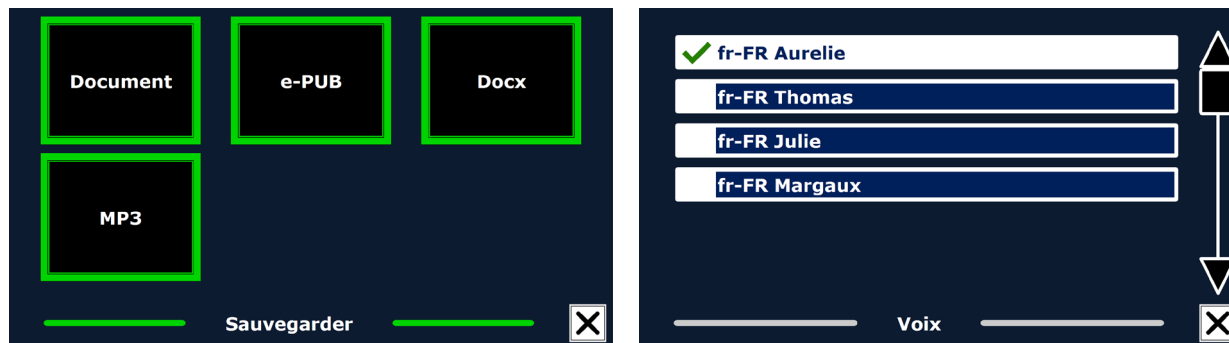 Document
e-PUB
Docx
MP3
Sauvegarder
fr-FR Aurelie
fr-FR Thomas
fr-FR Julie
fr-FR Margaux
Voix